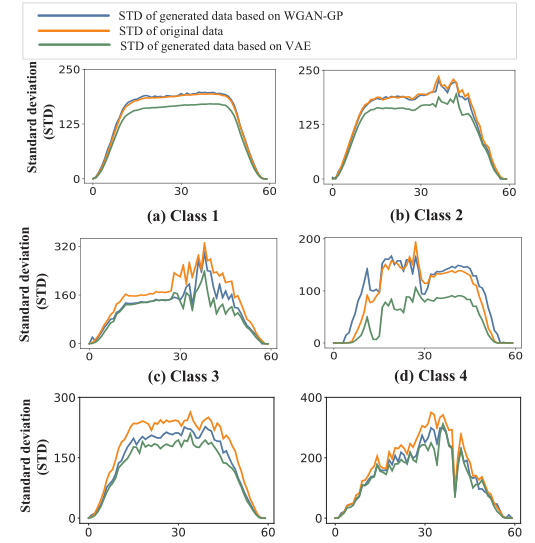 STD of generated data based on WGAN-GP
STD of original data
STD of generated data based on VAE
Standard deviation
(STD)
250
125
0
0
30
60
250
125
0
0
30
60
(a) Class 1
(b) Class 2
Standard deviation
(STD)
320
160
0
0
30
60
200
100
0
0
30
60
(c) Class 3
(d) Class 4
Standard deviation
(STD)
300
150
0
0
30
60
400
200
0
0
30
60